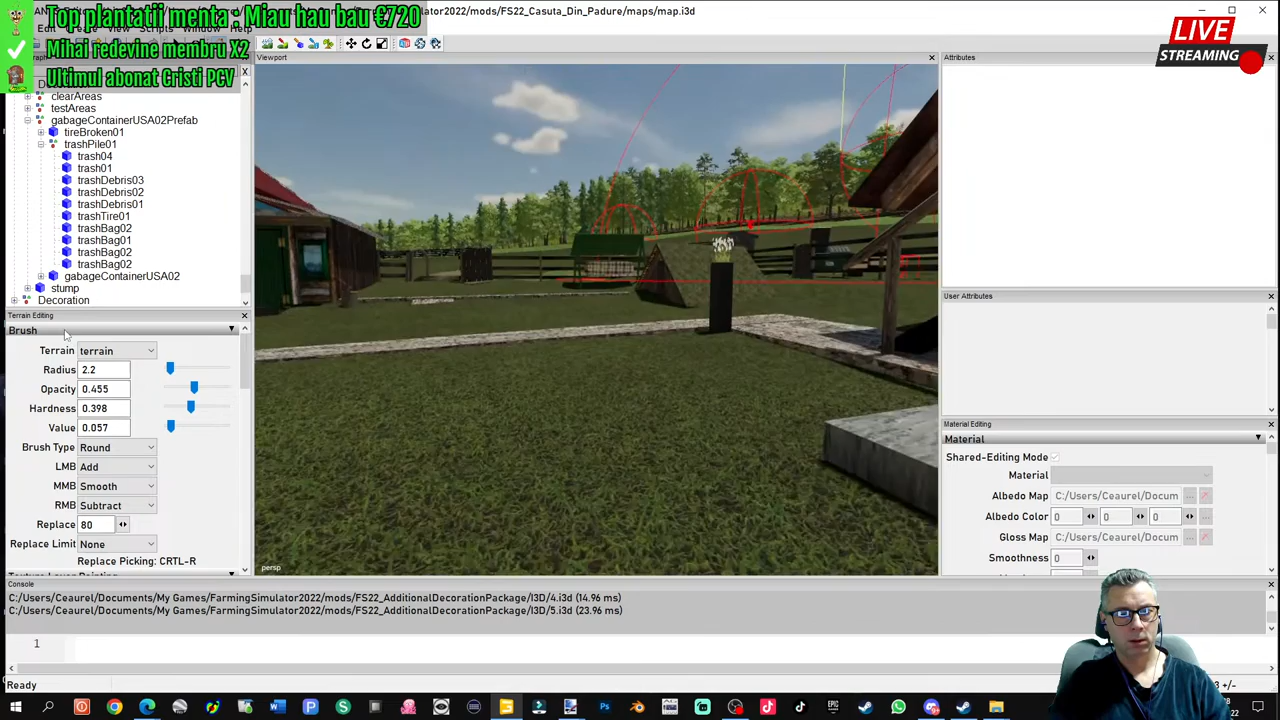 Top plantatii menta : Miau hau bau €720
Mihai redevine membru X2
Ultimul abonat Cristi PCV
LIVE
STREAMING
Simulator2022/mods/FS22_Casuta_Din_Padure/maps/map.i3d
clearAreas
testAreas
gabageContainerUSA02Prefab
tireBroken01
trashPile01
trash04
trash01
trashDebris03
trashDebris02
trashDebris01
trashTire01
trashBag02
trashBag01
trashBag02
trashBag02
gabageContainerUSA02
stump
Decoration
Terrain Editing
Brush
Terrain terrain
Radius 2.2
Opacity 0.455
Hardness 0.398
Value 0.057
Brush Type Round
LMB Add
MMB Smooth
RMB Subtract
Replace 80
Replace Limit None
Replace Picking: CRTL-R
Viewport
persp
Attributes
User Attributes
Material Editing
Material
Shared-Editing Mode
Material
Albedo Map C:/Users/Ceaurel/Docum ...
Albedo Color 0 0 0 ...
Gloss Map C:/Users/Ceaurel/Docum ...
Smoothness 0
Console
C:/Users/Ceaurel/Documents/My Games/FarmingSimulator2022/mods/FS22_AdditionalDecorationPackage/I3D/4.i3d (14.96 ms)
C:/Users/Ceaurel/Documents/My Games/FarmingSimulator2022/mods/FS22_AdditionalDecorationPackage/I3D/5.i3d (23.96 ms)
1
Ready